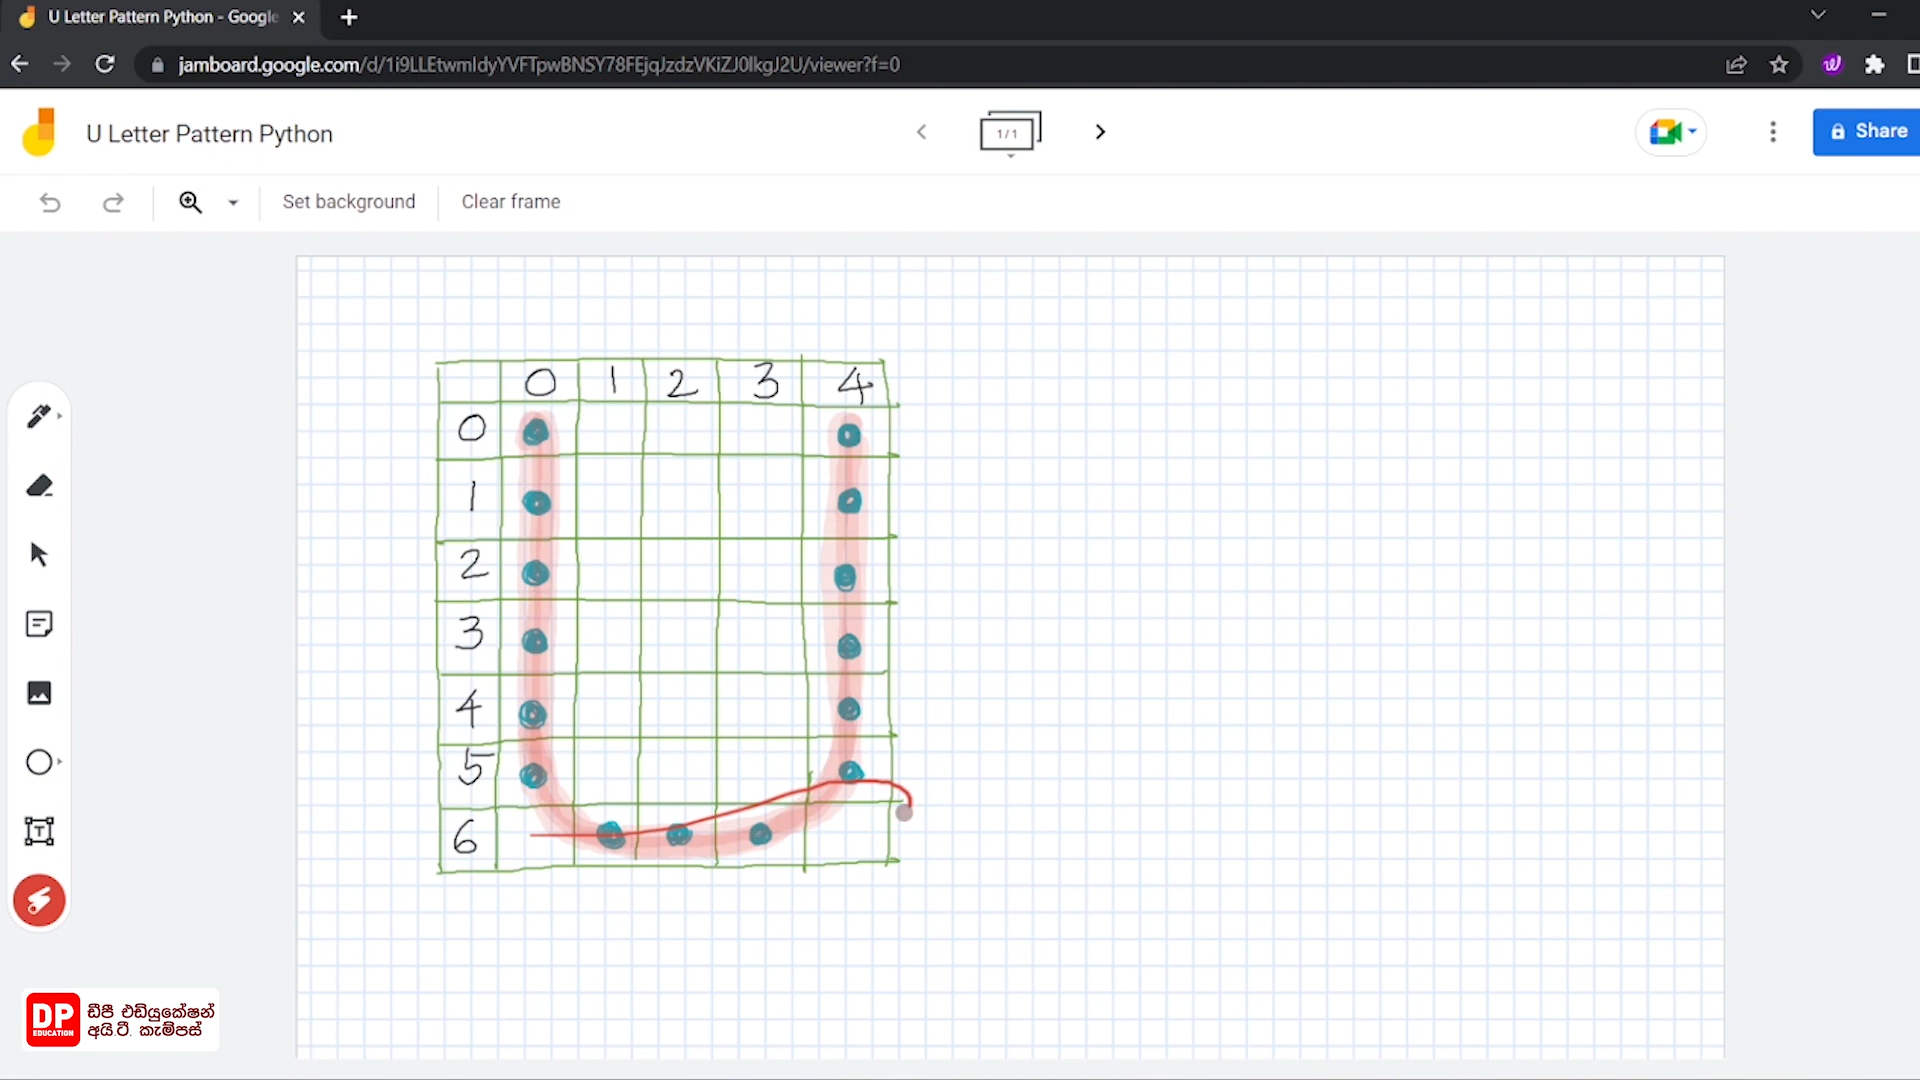 U Letter Pattern Python - Google
jamboard.google.com/d/1i9LLEtwmIdyYVFTpwBNSY78FEjqJzdzVKiZJ0lkgJ2U/viewer?f=0
U Letter Pattern Python
1/1
Share
Set background
Clear frame
0 1 2 3 4
0
1
2
3
4
5
6
DP
EDUCATION
ඩීපී එඩියුකේෂන්
අයි.ටී. කැම්පස්